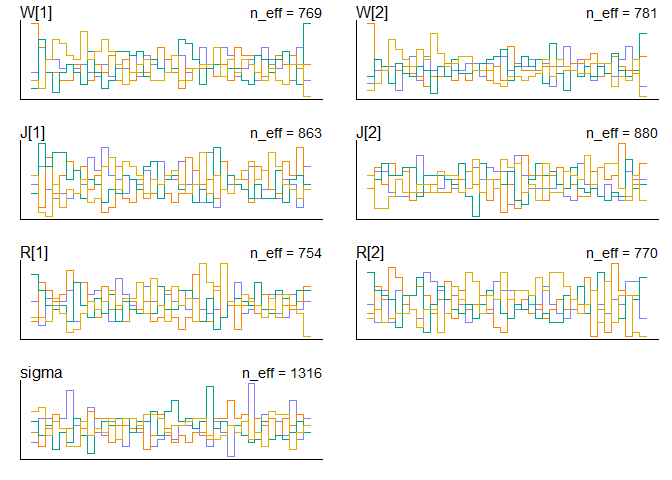 W[1] n_eff = 769
W[2] n_eff = 781
J[1] n_eff = 863
J[2] n_eff = 880
R[1] n_eff = 754
R[2] n_eff = 770
sigma n_eff = 1316